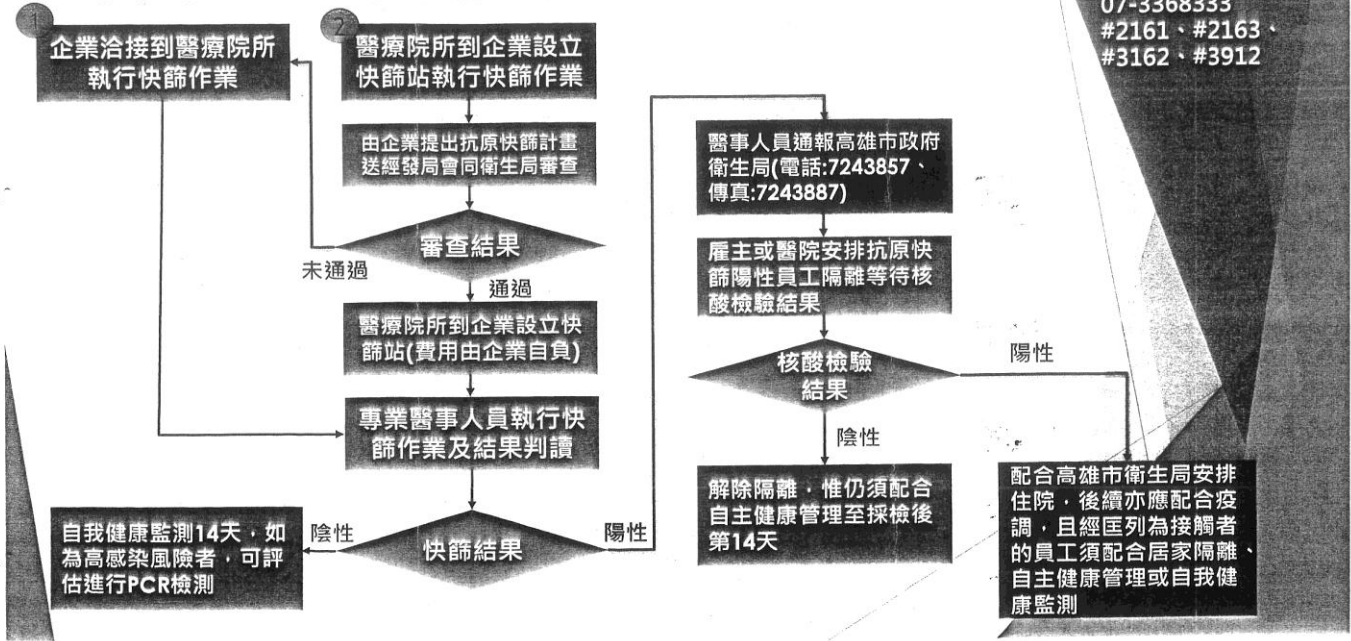 07-3368333
#2161、#2163、
#3162、#3912
1
企業洽接到醫療院所
執行快篩作業
2
醫療院所到企業設立
快篩站執行快篩作業
由企業提出抗原快篩計畫
送經發局會同衛生局審查
審查結果
未通過
通過
醫療院所到企業設立快
篩站(費用由企業自負)
專業醫事人員執行快
篩作業及結果判讀
快篩結果
陰性
陽性
自我健康監測14天，如
為高感染風險者，可評
估進行PCR檢測
醫事人員通報高雄市政府
衛生局(電話:7243857、
傳真:7243887)
雇主或醫院安排抗原快
篩陽性員工隔離等待核
酸檢驗結果
核酸檢驗
結果
陽性
陰性
解除隔離，惟仍須配合
自主健康管理至採檢後
第14天
配合高雄市衛生局安排
住院，後續亦應配合疫
調，且經匡列為接觸者
的員工須配合居家隔離、
自主健康管理或自我健
康監測